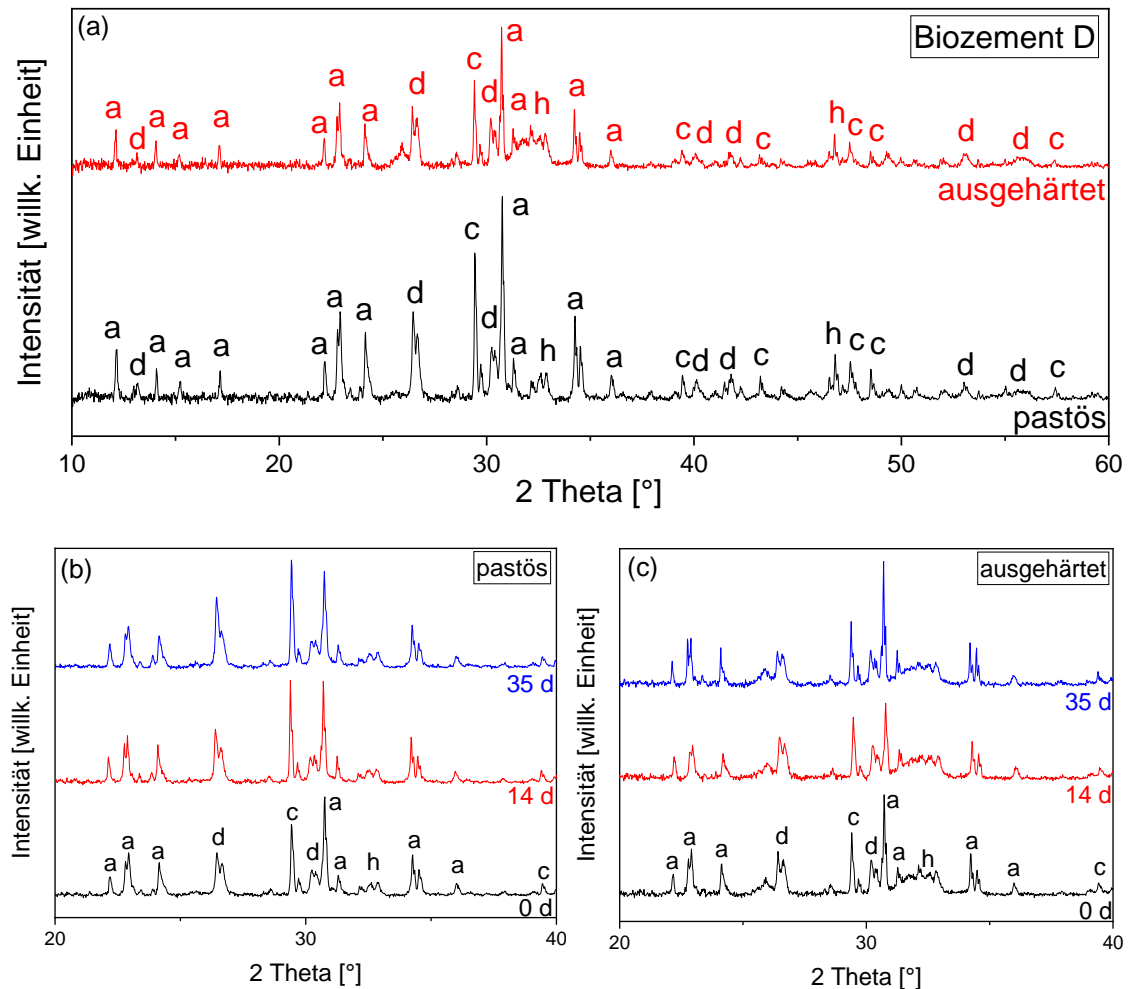 (a)
Biozement D
Intensität [willk. Einheit]
a d a a a a a a d c d a a h a a c d d c h c c d d c
ausgehärtet
a d a a a a a a d c d a a h a a c d d c h c c d d c
pastös
10 20 30 40 50 60
2 Theta [°]
(b)
pastös
Intensität [willk. Einheit]
35 d
14 d
a a a d c d a a h a a c
0 d
20 30 40
2 Theta [°]
(c)
ausgehärtet
Intensität [willk. Einheit]
35 d
14 d
a a a d c d a a h a a c
0 d
20 30 40
2 Theta [°]